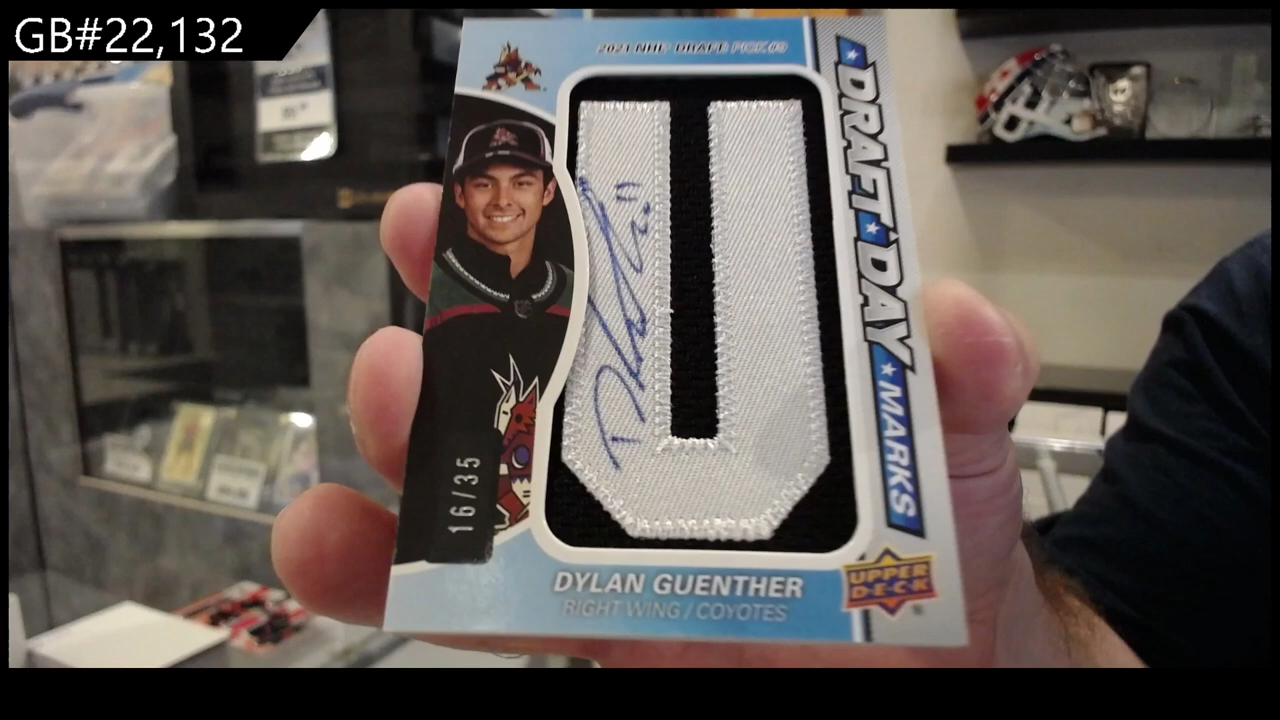 GB#22,132
2021 NHL DRAFT PICK #9
DRAFT DAY MARKS
16/35
DYLAN GUENTHER
RIGHT WING / COYOTES
UPPER
DECK